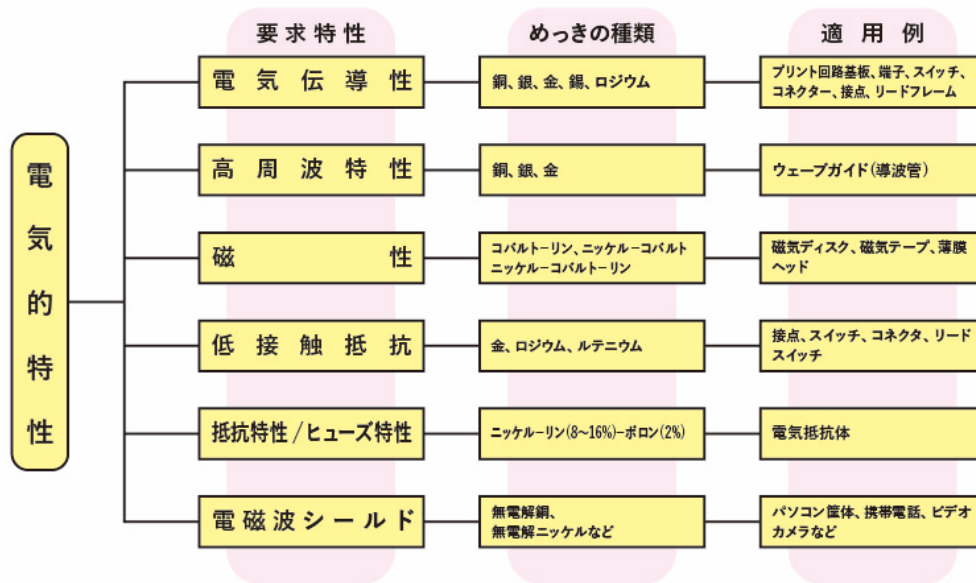 要求特性
めっきの種類
適用例
電気的特性
電気伝導性
銅、銀、金、錫、ロジウム
プリント回路基板、端子、スイッチ、
コネクター、接点、リードフレーム
高周波特性
銅、銀、金
ウェーブガイド(導波管)
磁性
コバルトーリン、ニッケルーコバルト
ニッケルーコバルトーリン
磁気ディスク、磁気テープ、薄膜
ヘッド
低接触抵抗
金、ロジウム、ルテニウム
接点、スイッチ、コネクタ、リード
スイッチ
抵抗特性/ヒューズ特性
ニッケルーリン(8〜16%)ーボロン(2%)
電気抵抗体
電磁波シールド
無電解銅、
無電解ニッケルなど
パソコン筐体、携帯電話、ビデオ
カメラなど